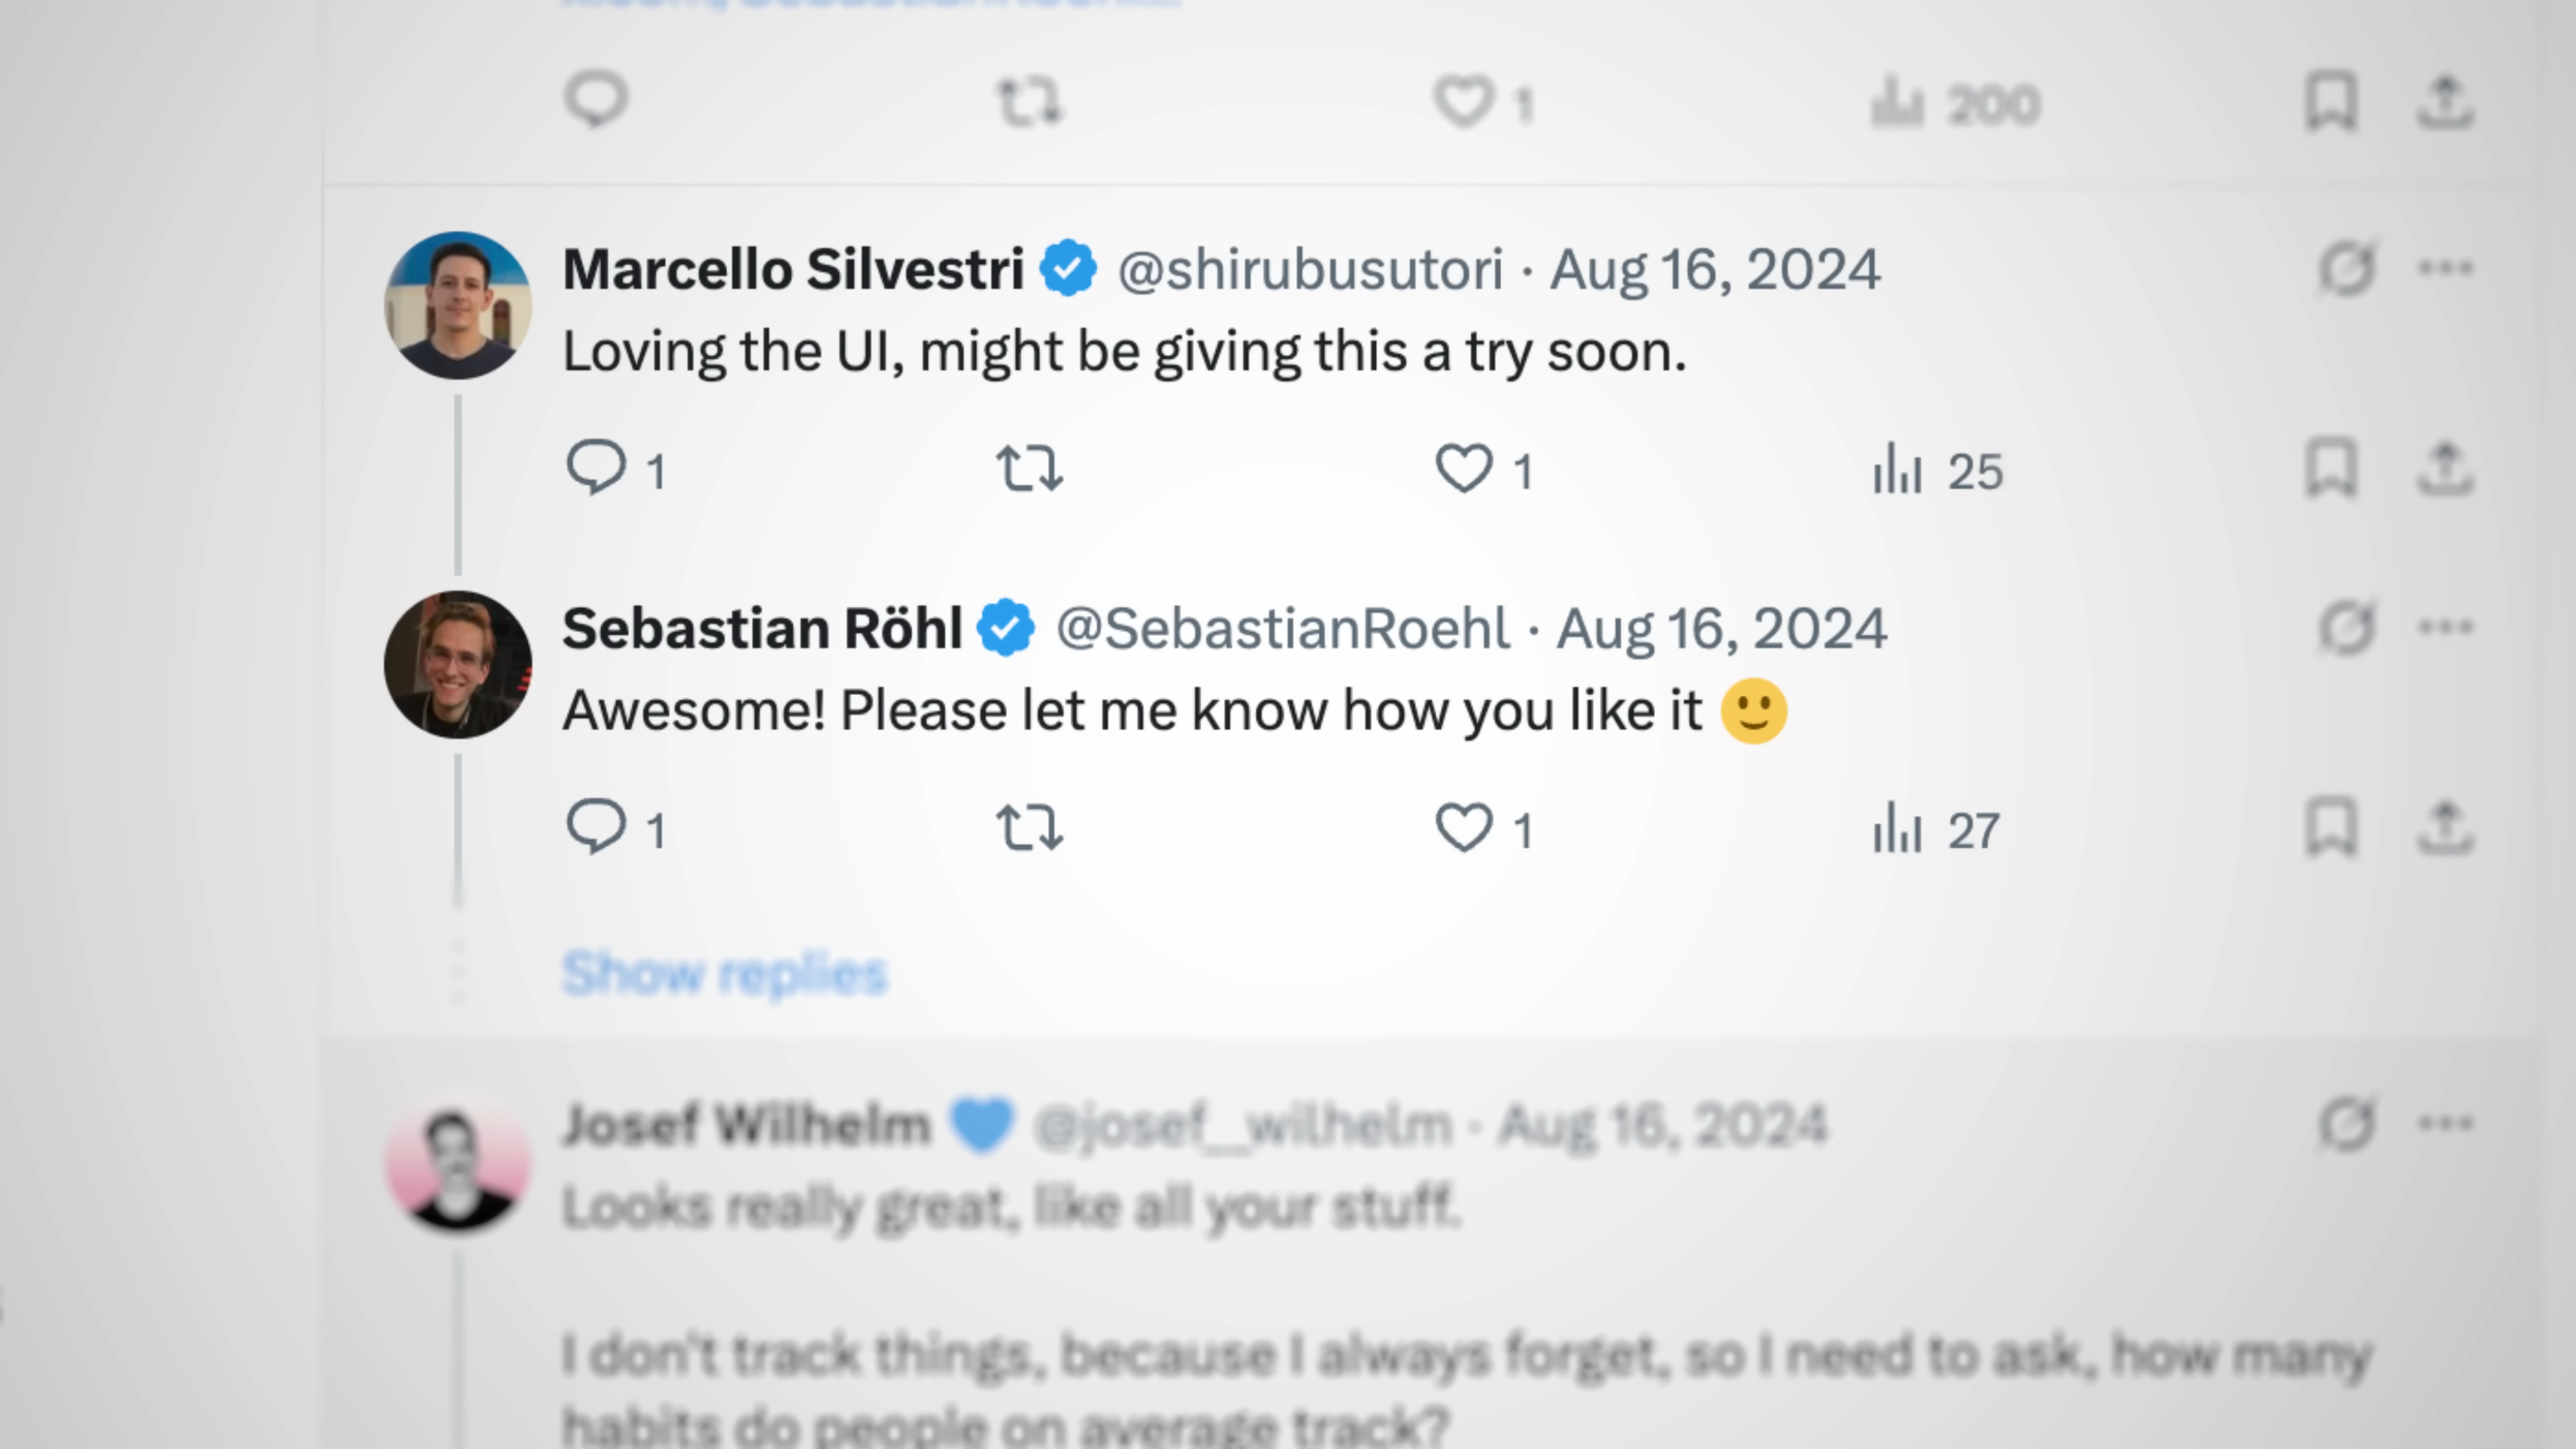 1 200
Marcello Silvestri @shirubusutori · Aug 16, 2024
Loving the UI, might be giving this a try soon.
1 1 25
Sebastian Röhl @SebastianRoehl · Aug 16, 2024
Awesome! Please let me know how you like it 🙂
1 1 27
Show replies
Josef Wilhelm 💙 @josef__wilhelm · Aug 16, 2024
Looks really great, like all your stuff.
I don't track things, because I always forget, so I need to ask, how many
habits do people on average track?